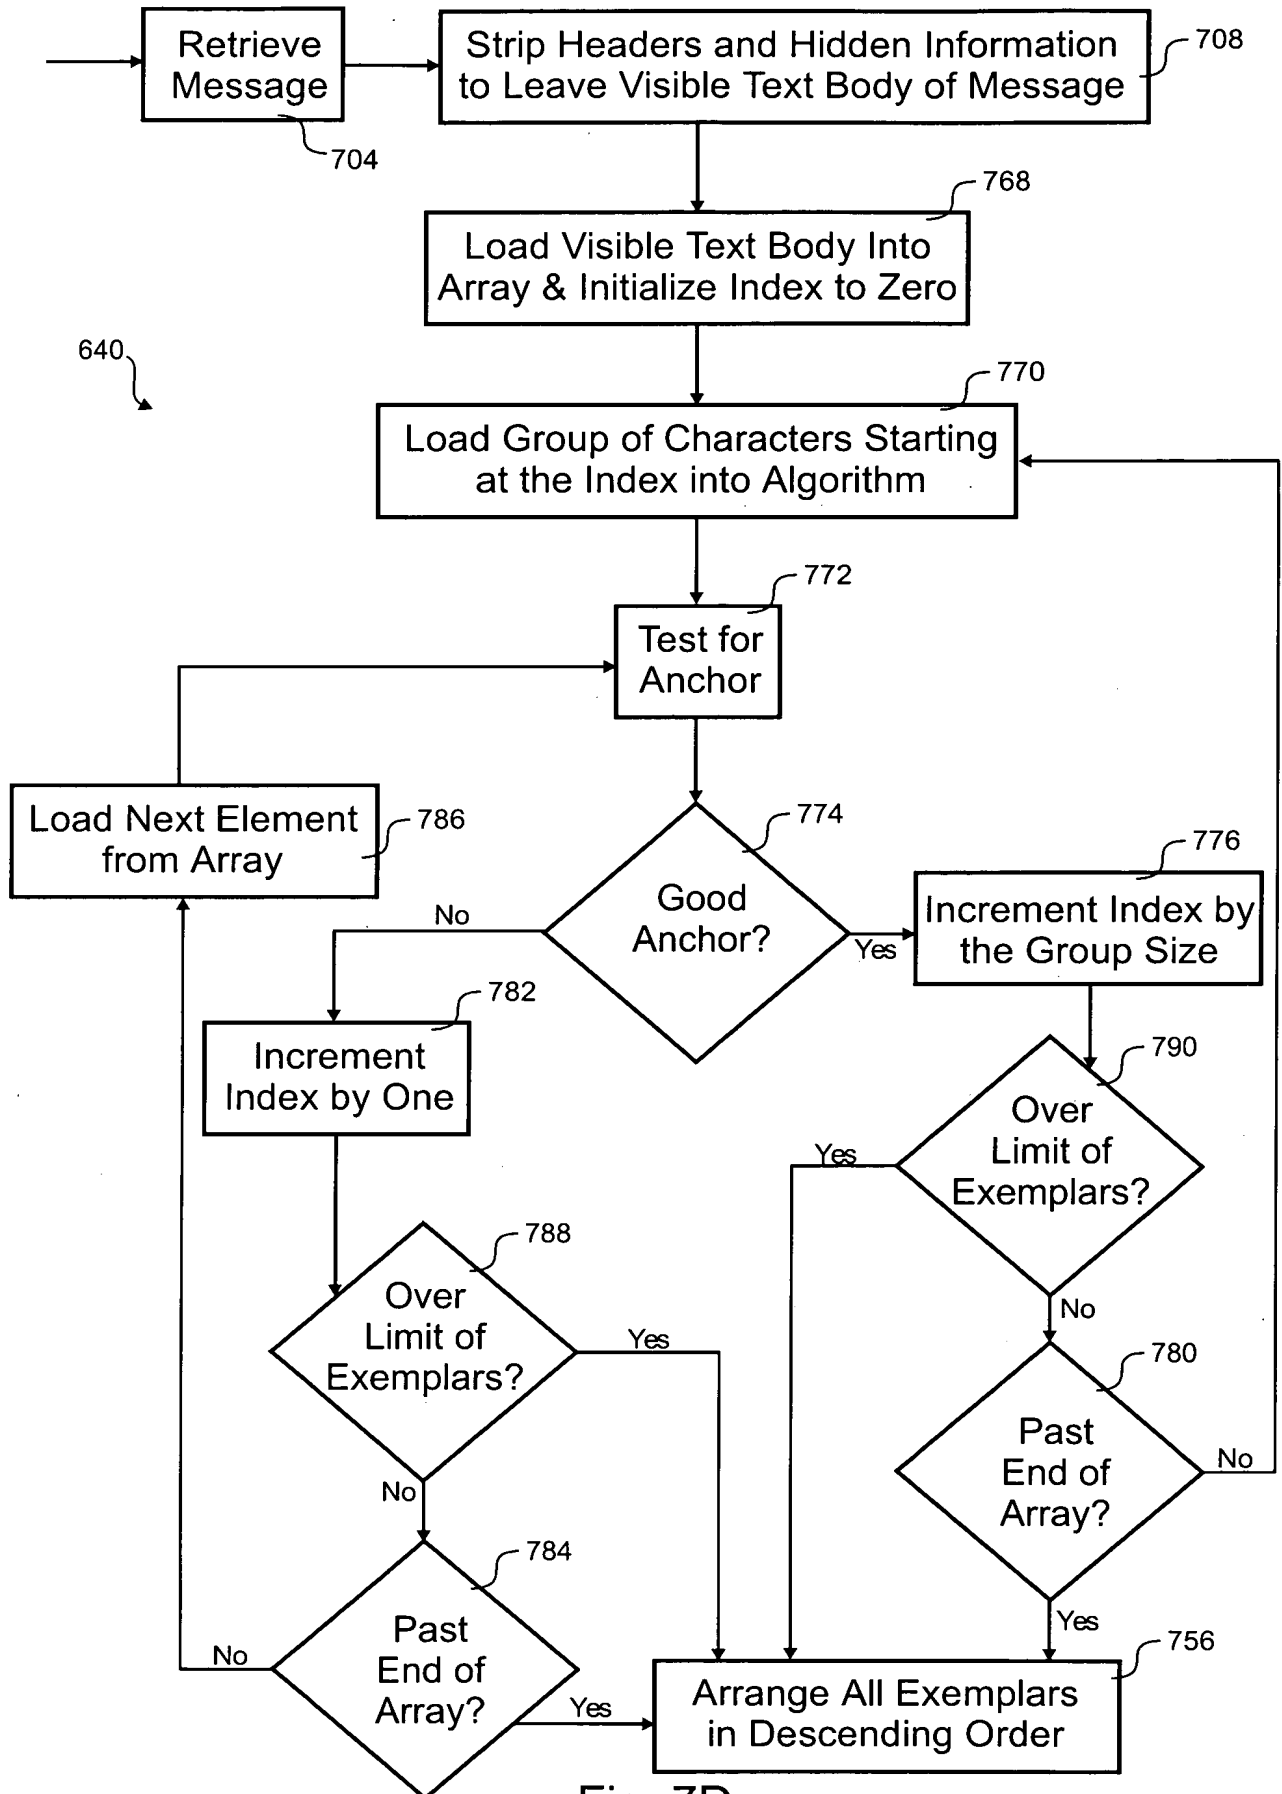 Retrieve
Message
704
Strip Headers and Hidden Information
to Leave Visible Text Body of Message
708
768
Load Visible Text Body Into
Array & Initialize Index to Zero
640
770
Load Group of Characters Starting
at the Index into Algorithm
772
Test for
Anchor
Load Next Element
from Array
786
774
Good
Anchor?
No
Yes
776
Increment Index by
the Group Size
782
Increment
Index by One
790
Over
Limit of
Exemplars?
Yes
No
788
Over
Limit of
Exemplars?
Yes
No
780
Past
End of
Array?
No
Yes
784
Past
End of
Array?
No
Yes
756
Arrange All Exemplars
in Descending Order